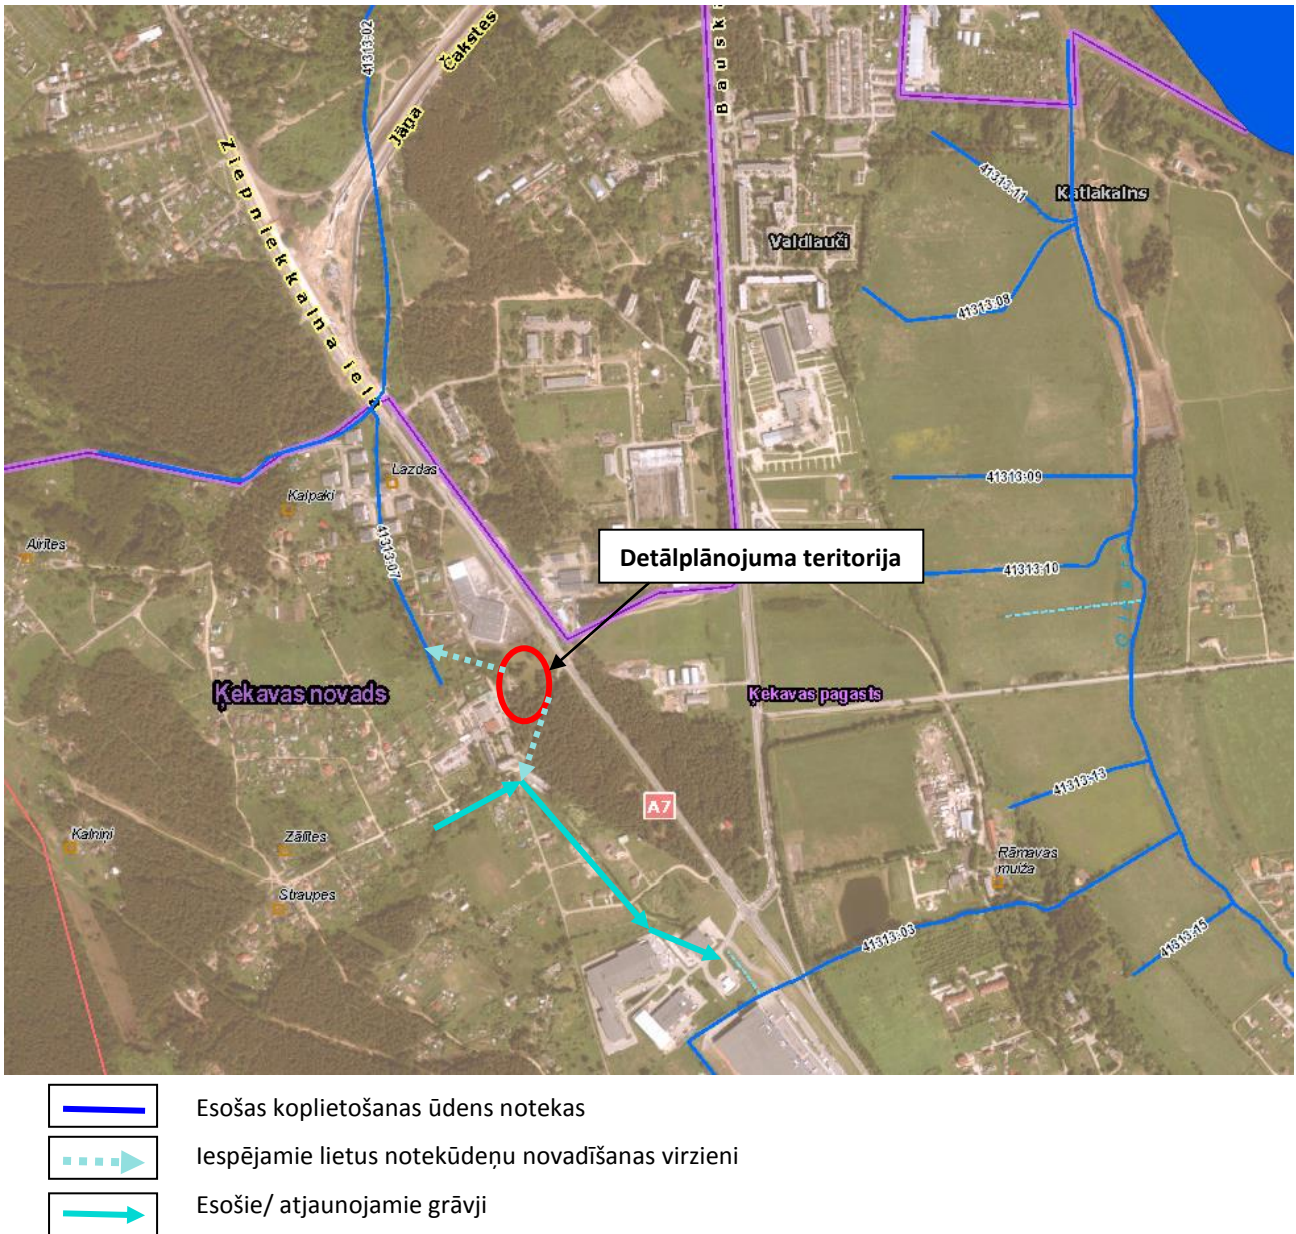 41313:02
Čakstes
Jāņa
Bausk
Ziepniekkalna iela
41313:11
Katlakalns
Valdlauči
41313:08
Lazdas
Kalpaki
41313:09
41313:07
Airītes
Detālplānojuma teritorija
41313:10
Ķekavas novads
Ķekavas pagasts
41313:13
A7
Kalniņi
Zālītes
Rāmavas
muiža
Straupes
41313:03
41313:15
Esošas koplietošanas ūdens notekas
Iespējamie lietus notekūdeņu novadīšanas virzieni
Esošie/ atjaunojamie grāvji